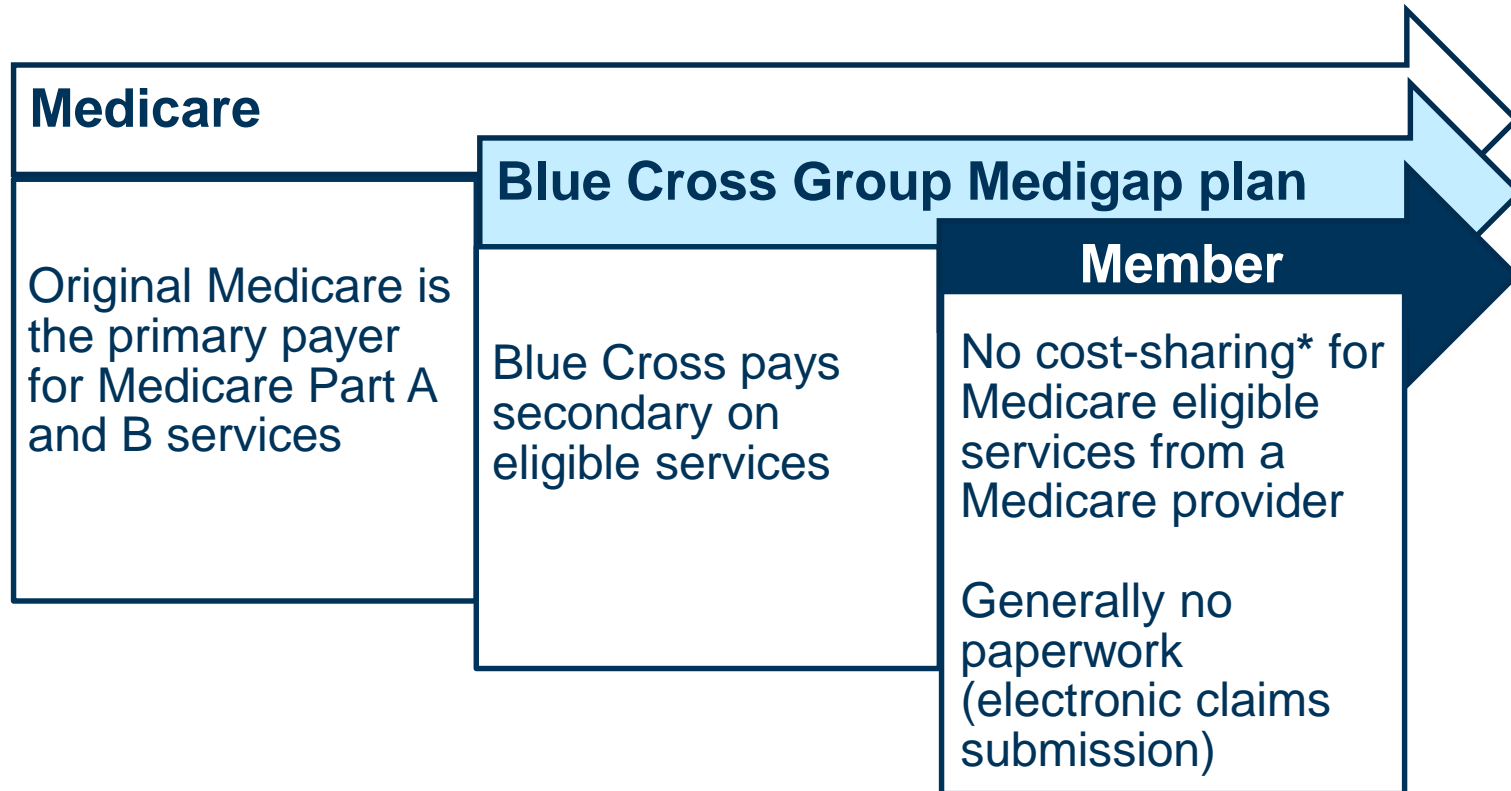 Medicare
Original Medicare is
the primary payer
for Medicare Part A
and B services
Blue Cross Group Medigap plan
Blue Cross pays
secondary on
eligible services
Member
No cost-sharing* for
Medicare eligible
services from a
Medicare provider
Generally no
paperwork
(electronic claims
submission)